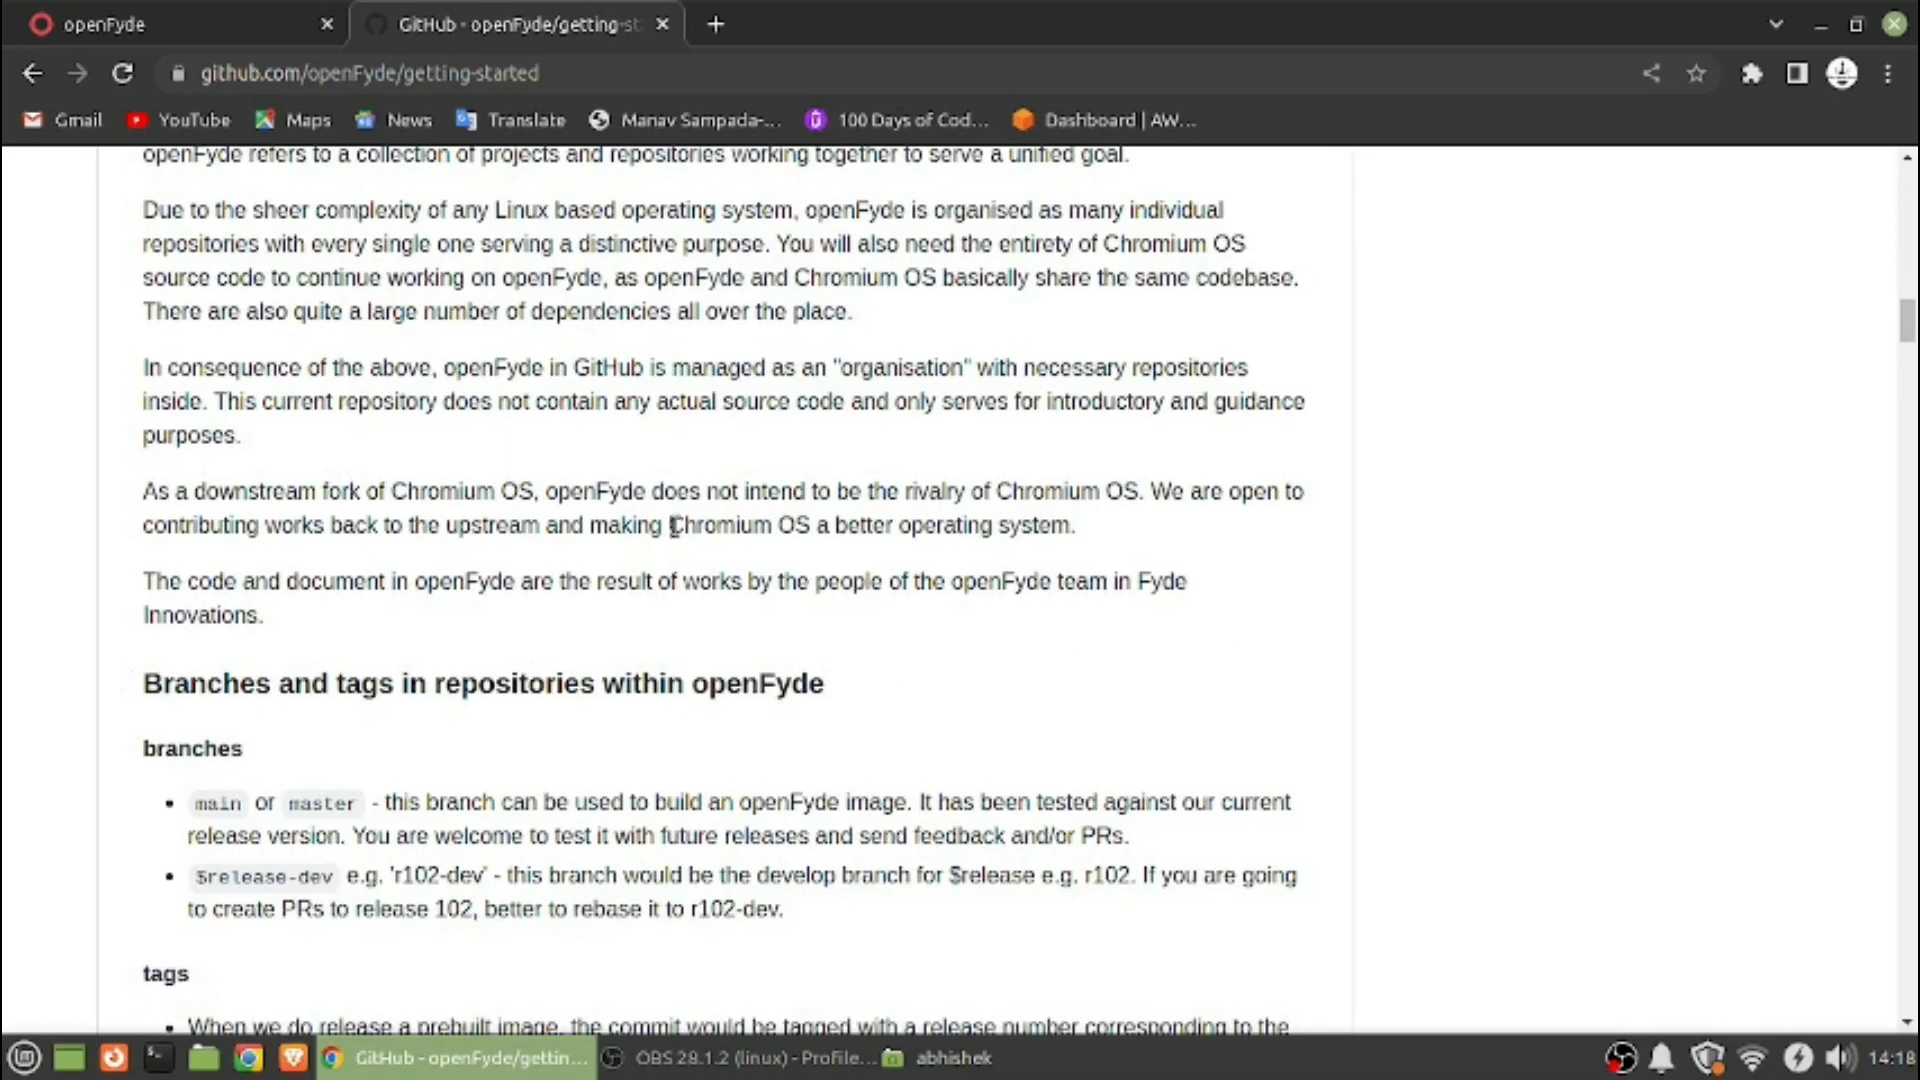 openFyde
GitHub - openFyde/getting-st
github.com/openFyde/getting-started
Gmail YouTube Maps News Translate Manav Sampada-... 100 Days of Cod... Dashboard | AW...
openFyde refers to a collection of projects and repositories working together to serve a unified goal.
Due to the sheer complexity of any Linux based operating system, openFyde is organised as many individual
repositories with every single one serving a distinctive purpose. You will also need the entirety of Chromium OS
source code to continue working on openFyde, as openFyde and Chromium OS basically share the same codebase.
There are also quite a large number of dependencies all over the place.
In consequence of the above, openFyde in GitHub is managed as an "organisation" with necessary repositories
inside. This current repository does not contain any actual source code and only serves for introductory and guidance
purposes.
As a downstream fork of Chromium OS, openFyde does not intend to be the rivalry of Chromium OS. We are open to
contributing works back to the upstream and making Chromium OS a better operating system.
The code and document in openFyde are the result of works by the people of the openFyde team in Fyde
Innovations.
Branches and tags in repositories within openFyde
branches
• main or master - this branch can be used to build an openFyde image. It has been tested against our current
release version. You are welcome to test it with future releases and send feedback and/or PRs.
• $release-dev e.g. 'r102-dev' - this branch would be the develop branch for $release e.g. r102. If you are going
to create PRs to release 102, better to rebase it to r102-dev.
tags
• When we do release a prebuilt image, the commit would be tagged with a release number corresponding to the
GitHub - openFyde/gettin... OBS 28.1.2 (linux) - Profile... abhishek 14:18